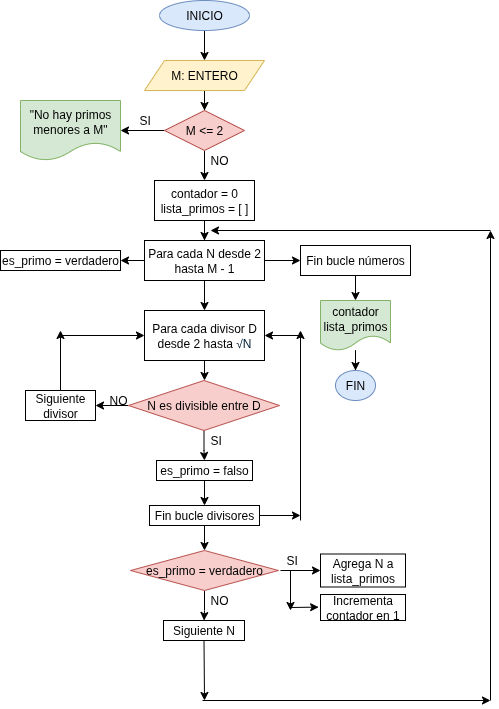 INICIO
M: ENTERO
"No hay primos
menores a M"
SI
M <= 2
NO
contador = 0
lista_primos = [ ]
es_primo = verdadero
Para cada N desde 2
hasta M - 1
Fin bucle números
contador
lista_primos
FIN
Para cada divisor D
desde 2 hasta √N
Siguiente
divisor
NO
N es divisible entre D
SI
es_primo = falso
Fin bucle divisores
es_primo = verdadero
SI
Agrega N a
lista_primos
Incrementa
contador en 1
NO
Siguiente N